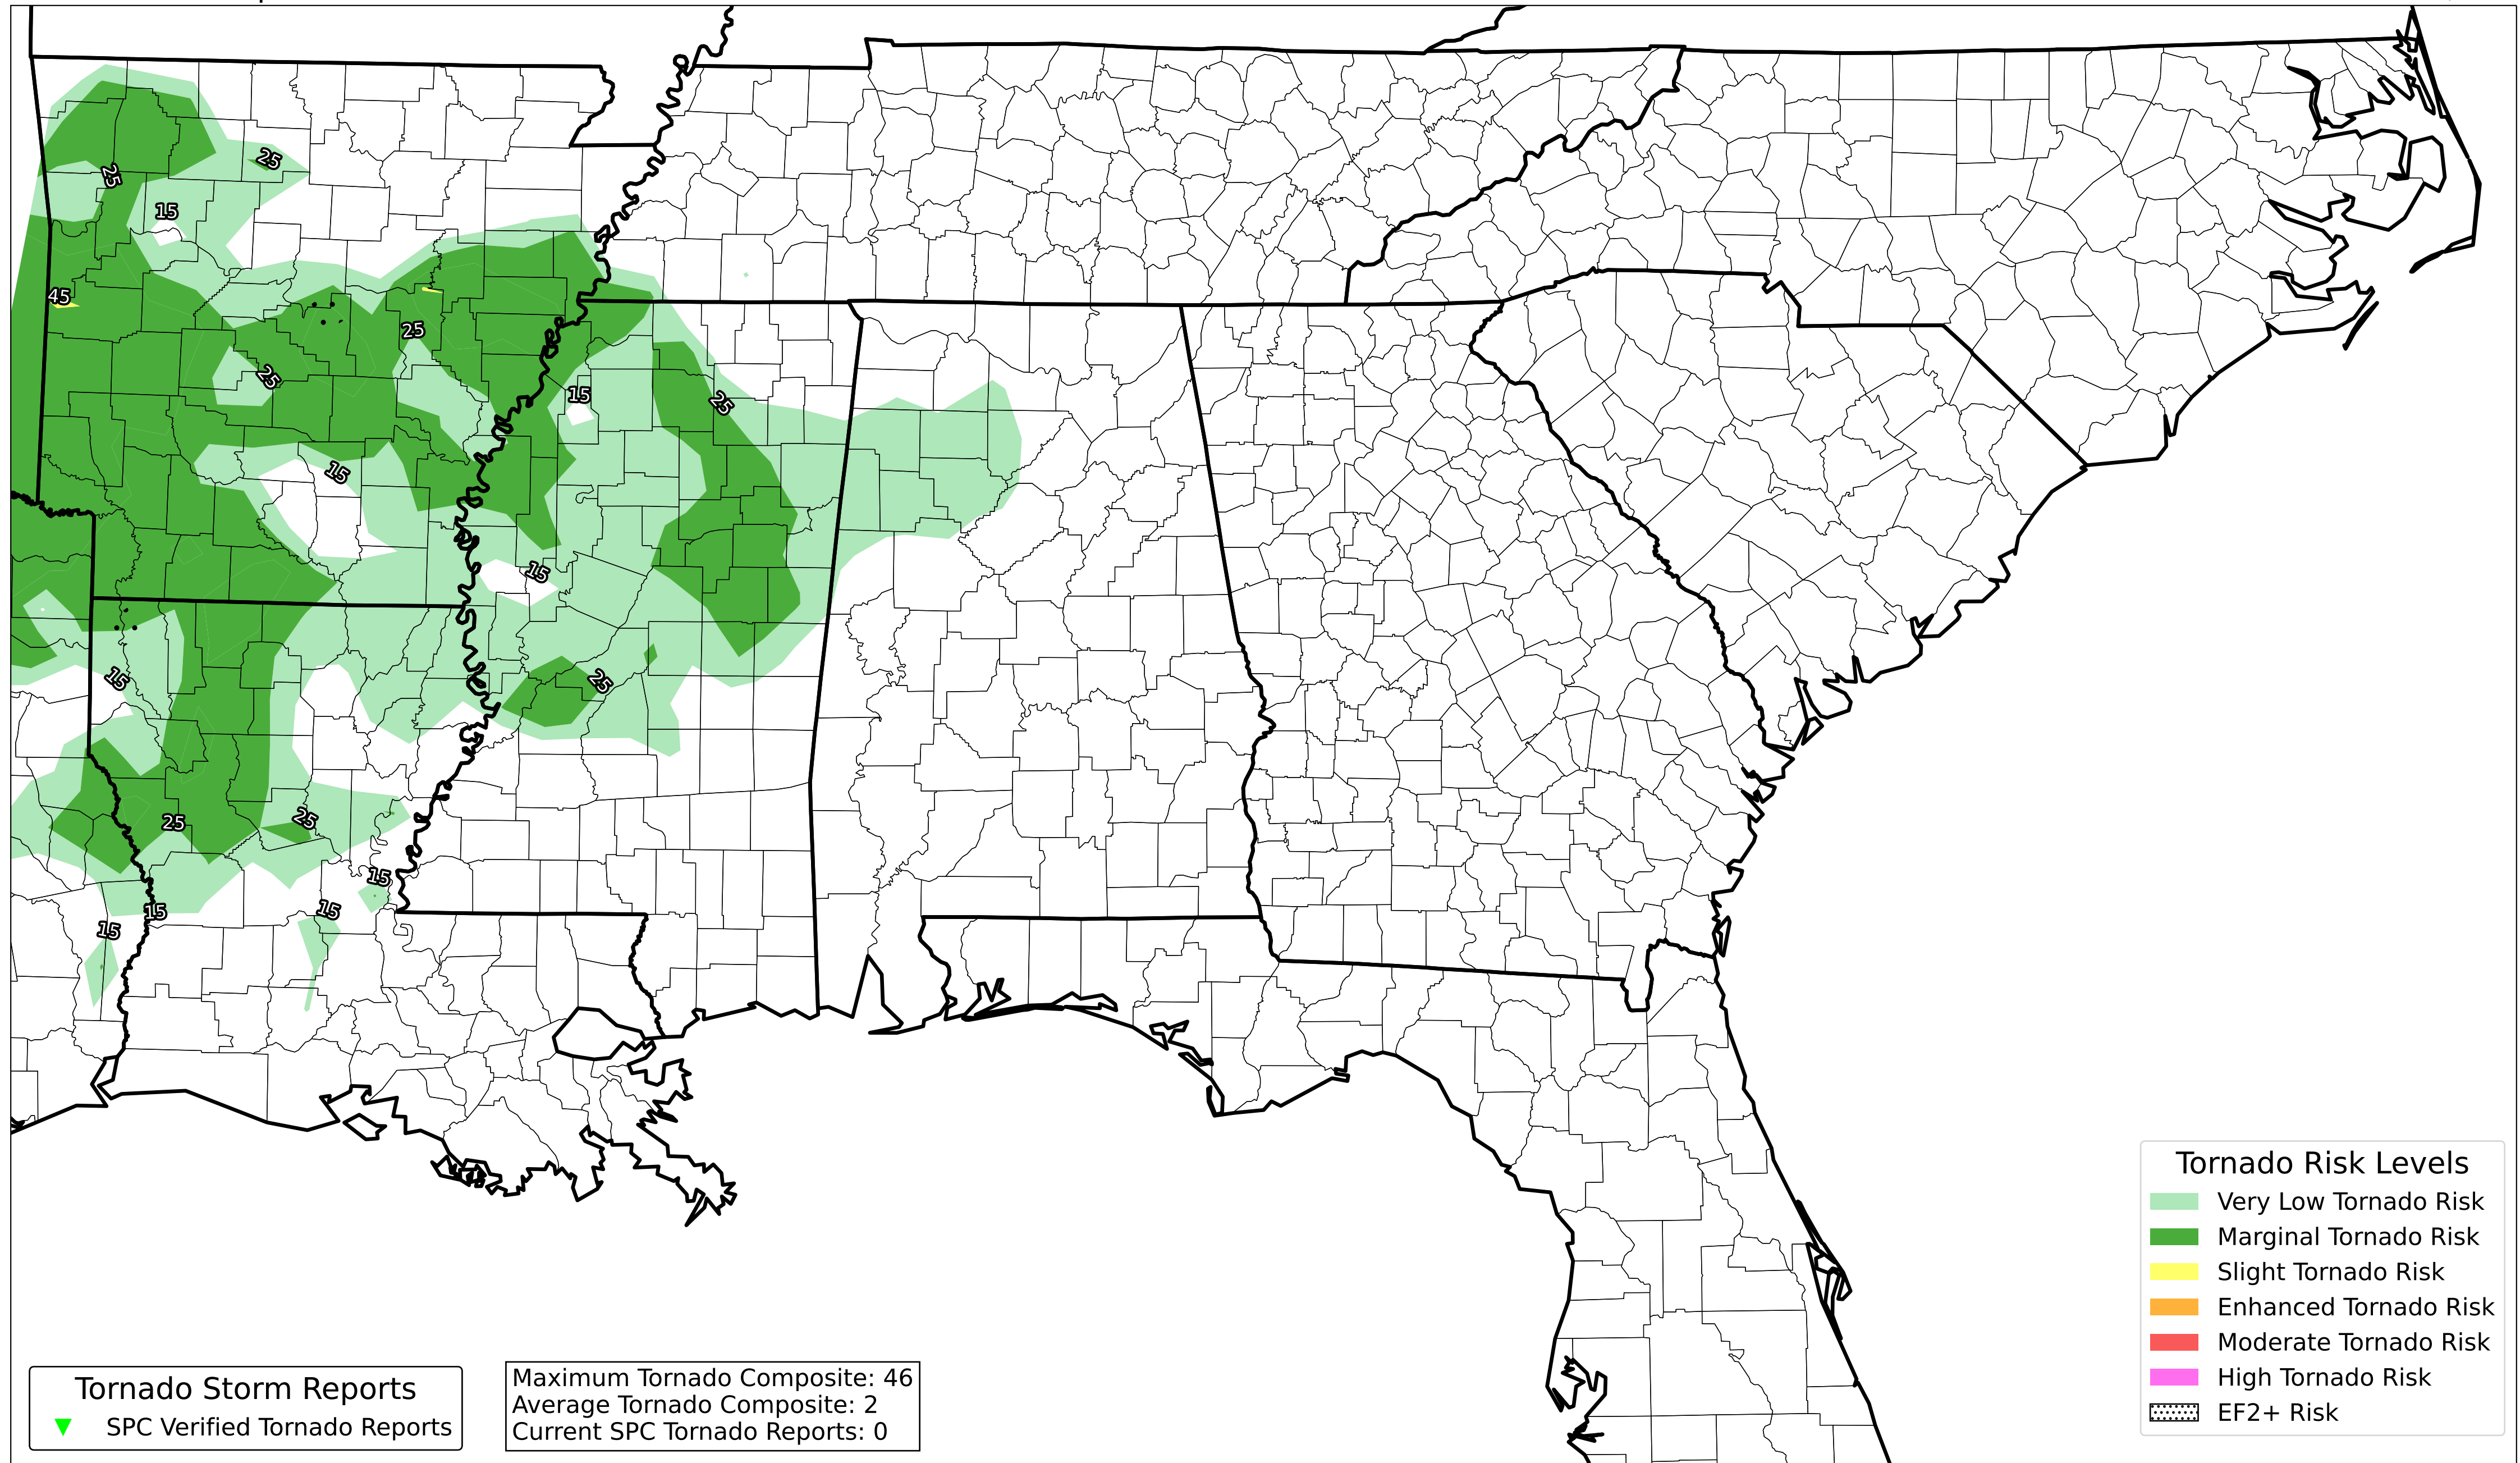 25
25
15
45
25
25
15
25
15
15
25
15
25
25
15
15
15
15
Tornado Risk Levels
Very Low Tornado Risk
Marginal Tornado Risk
Slight Tornado Risk
Enhanced Tornado Risk
Moderate Tornado Risk
High Tornado Risk
EF2+ Risk
Tornado Storm Reports
SPC Verified Tornado Reports
Maximum Tornado Composite: 46
Average Tornado Composite: 2
Current SPC Tornado Reports: 0